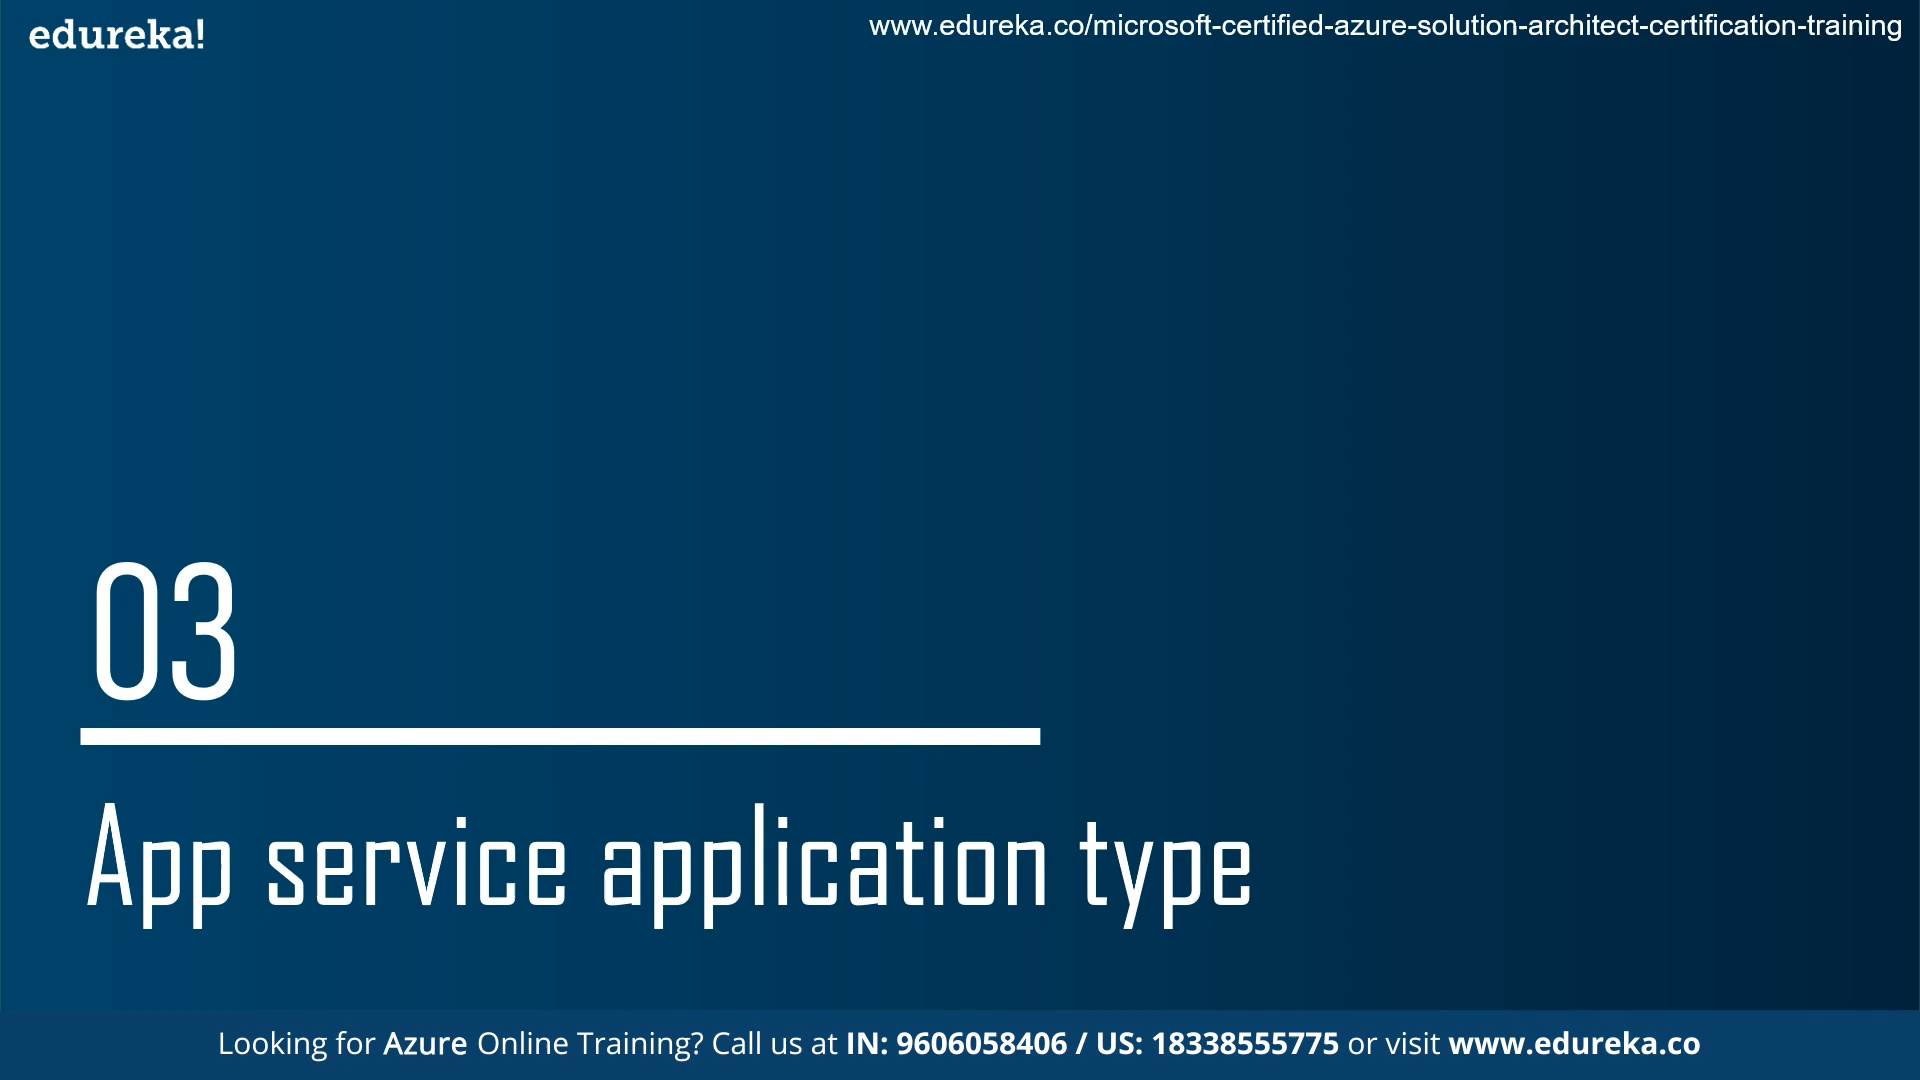 edureka!
www.edureka.co/microsoft-certified-azure-solution-architect-certification-training
03
App service application type
Looking for Azure Online Training? Call us at IN: 9606058406 / US: 18338555775 or visit www.edureka.co